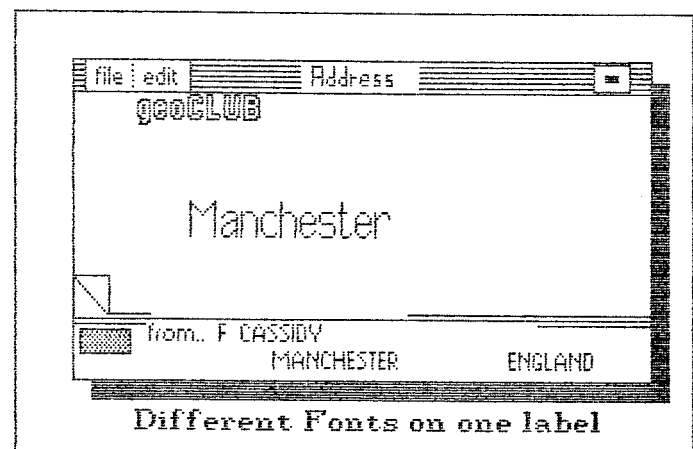 file edit Address
geoCLUB
Manchester
from.. F CASSIDY
MANCHESTER ENGLAND
Different Fonts on one label